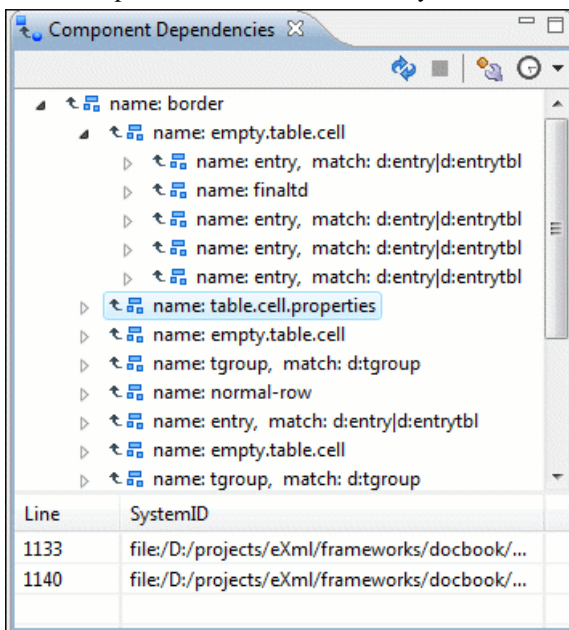 Component Dependencies
name: border
name: empty.table.cell
name: entry, match: d:entry|d:entrytbl
name: finaltd
name: entry, match: d:entry|d:entrytbl
name: entry, match: d:entry|d:entrytbl
name: entry, match: d:entry|d:entrytbl
name: table.cell.properties
name: empty.table.cell
name: tgroup, match: d:tgroup
name: normal-row
name: entry, match: d:entry|d:entrytbl
name: empty.table.cell
name: tgroup, match: d:tgroup
Line SystemID
1133 file:/D:/projects/eXml/frameworks/docbook/...
1140 file:/D:/projects/eXml/frameworks/docbook/...